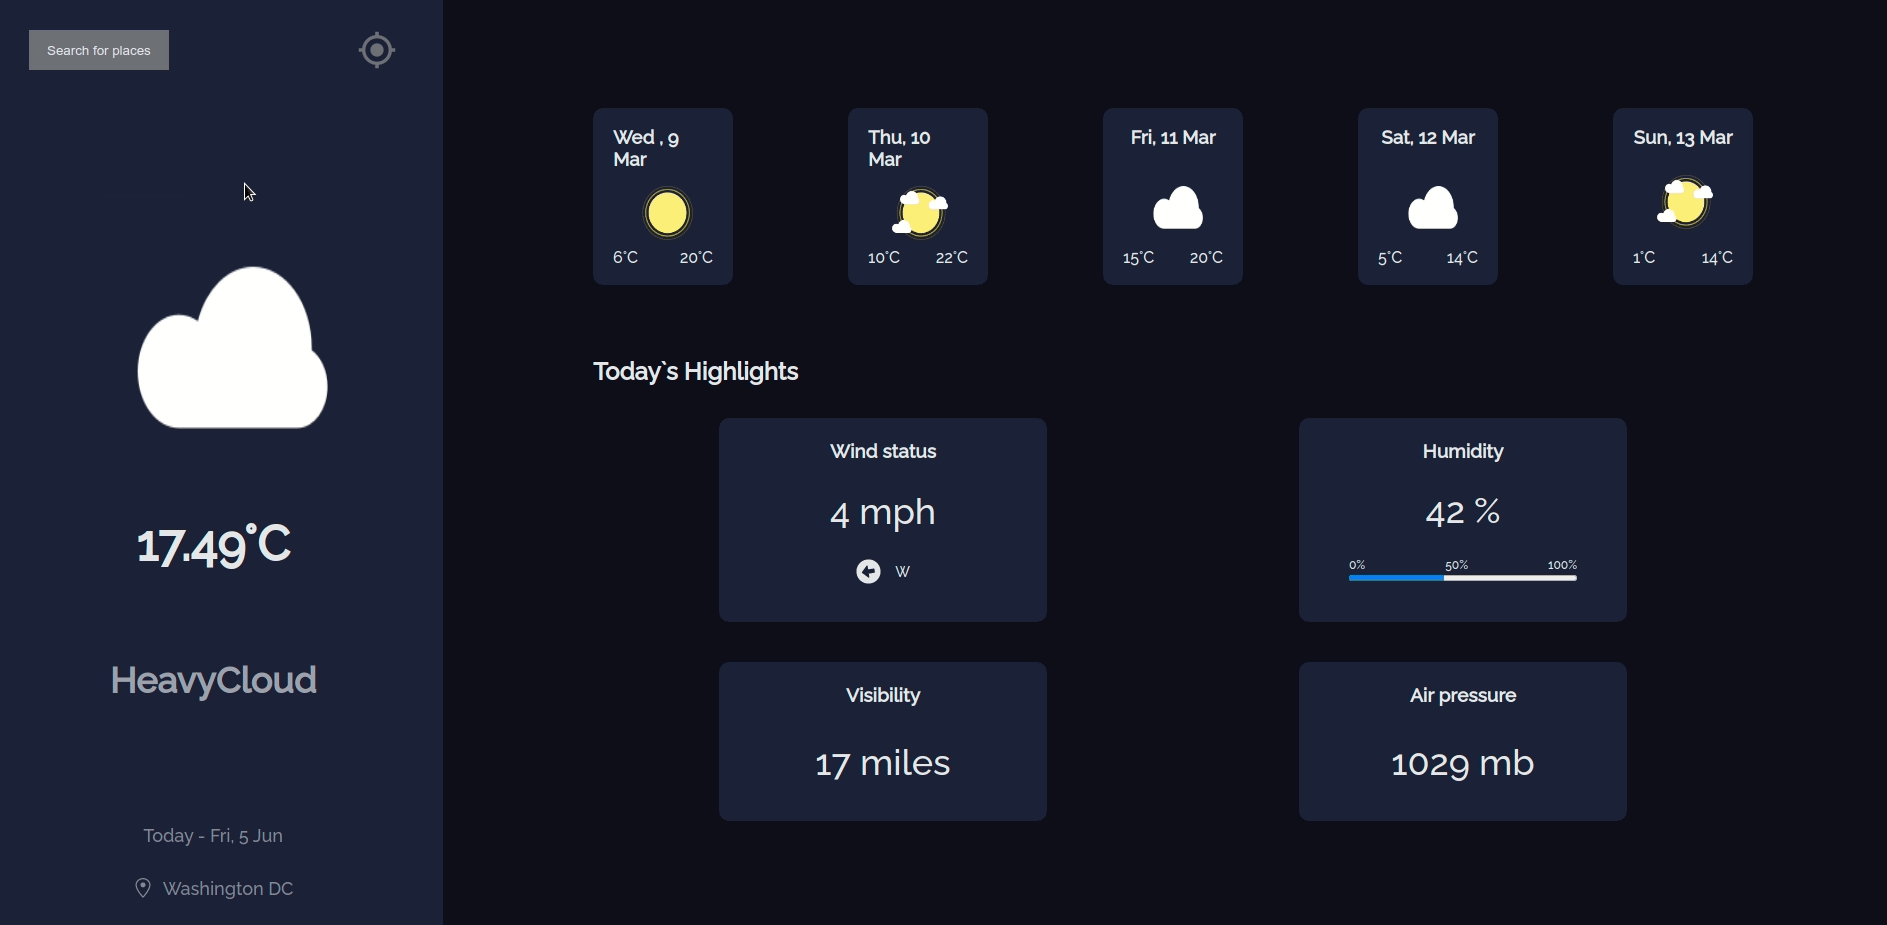 Search for places
17.49°C
HeavyCloud
Today - Fri, 5 Jun
Washington DC
Wed , 9
Mar
6°C 20°C
Thu, 10
Mar
10°C 22°C
Fri, 11 Mar
15°C 20°C
Sat, 12 Mar
5°C 14°C
Sun, 13 Mar
1°C 14°C
Today`s Highlights
Wind status
4 mph
W
Humidity
42 %
0% 50% 100%
Visibility
17 miles
Air pressure
1029 mb